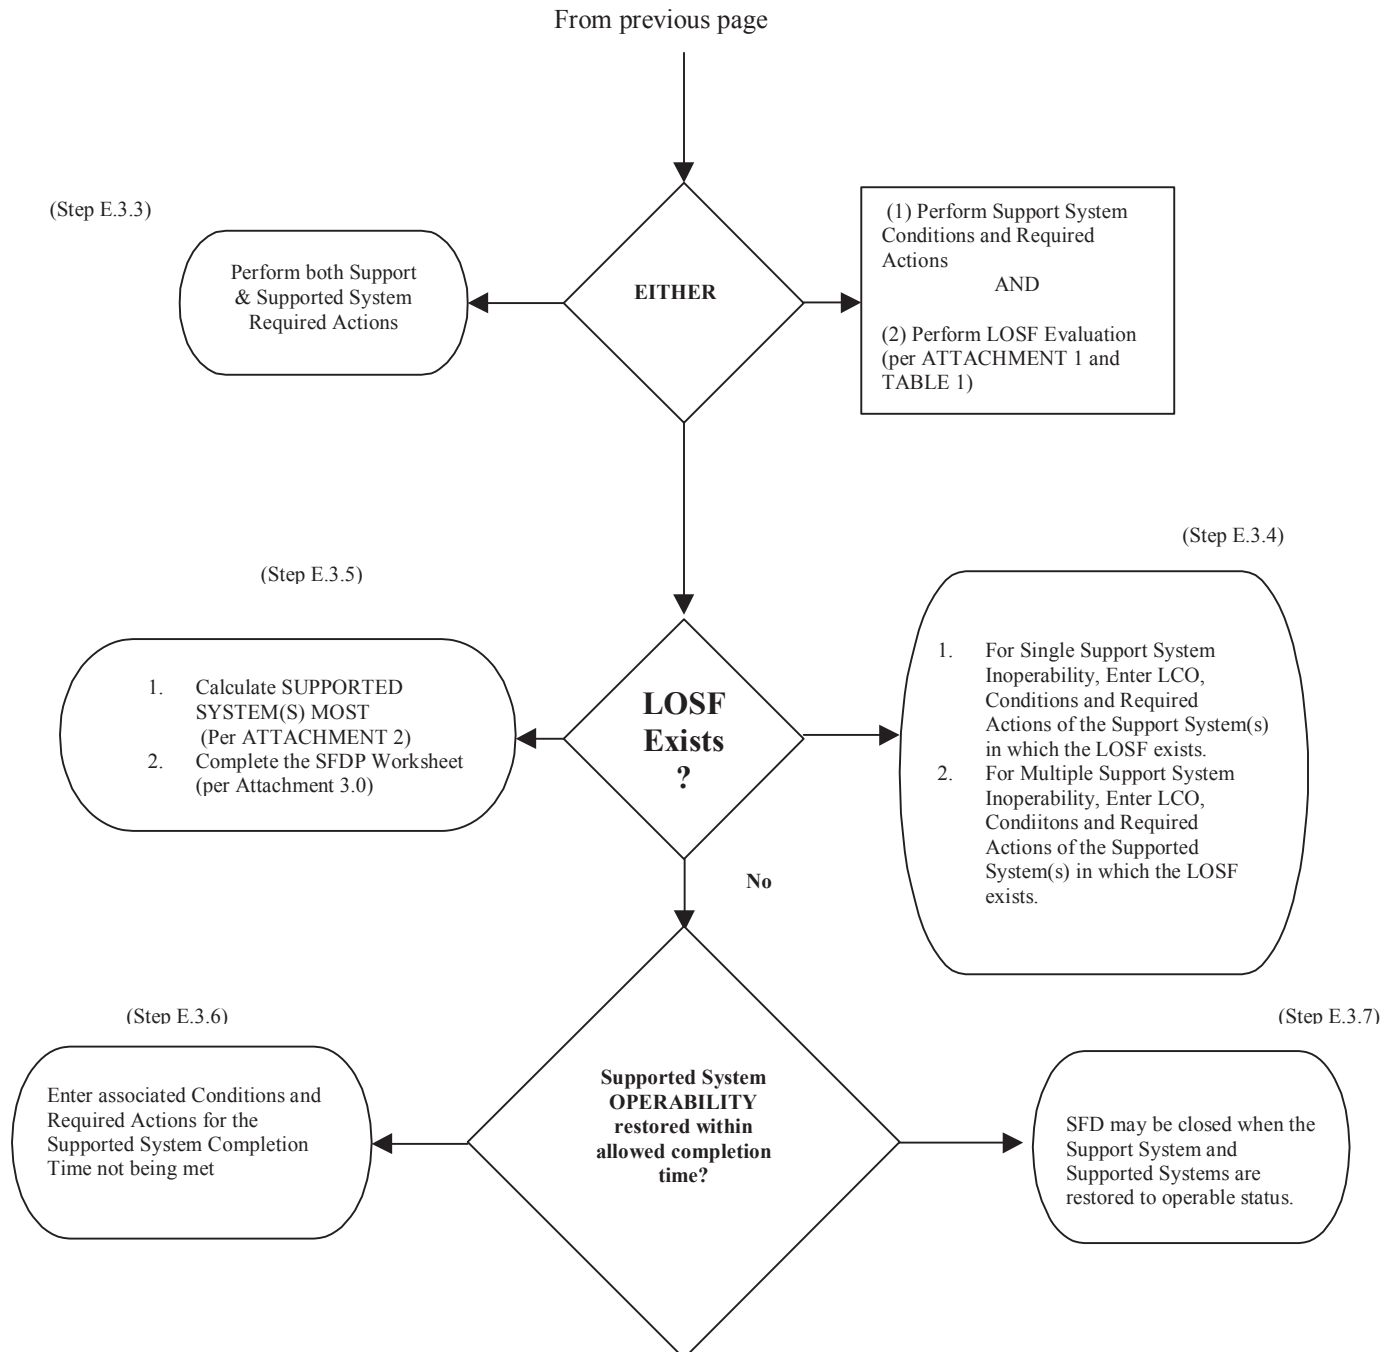 From previous page
(Step E.3.3)
Perform both Support
& Supported System
Required Actions
EITHER
(1) Perform Support System
Conditions and Required
Actions
AND
(2) Perform LOSF Evaluation
(per ATTACHMENT 1 and
TABLE 1)
(Step E.3.5)
1. Calculate SUPPORTED
SYSTEM(S) MOST
(Per ATTACHMENT 2)
2. Complete the SFDP Worksheet
(per Attachment 3.0)
LOSF
Exists
?
(Step E.3.4)
1. For Single Support System
Inoperability, Enter LCO,
Conditions and Required
Actions of the Support System(s)
in which the LOSF exists.
2. For Multiple Support System
Inoperability, Enter LCO,
Condiitons and Required
Actions of the Supported
System(s) in which the LOSF
exists.
No
(Step E.3.6)
Enter associated Conditions and
Required Actions for the
Supported System Completion
Time not being met
Supported System
OPERABILITY
restored within
allowed completion
time?
(Step E.3.7)
SFD may be closed when the
Support System and
Supported Systems are
restored to operable status.